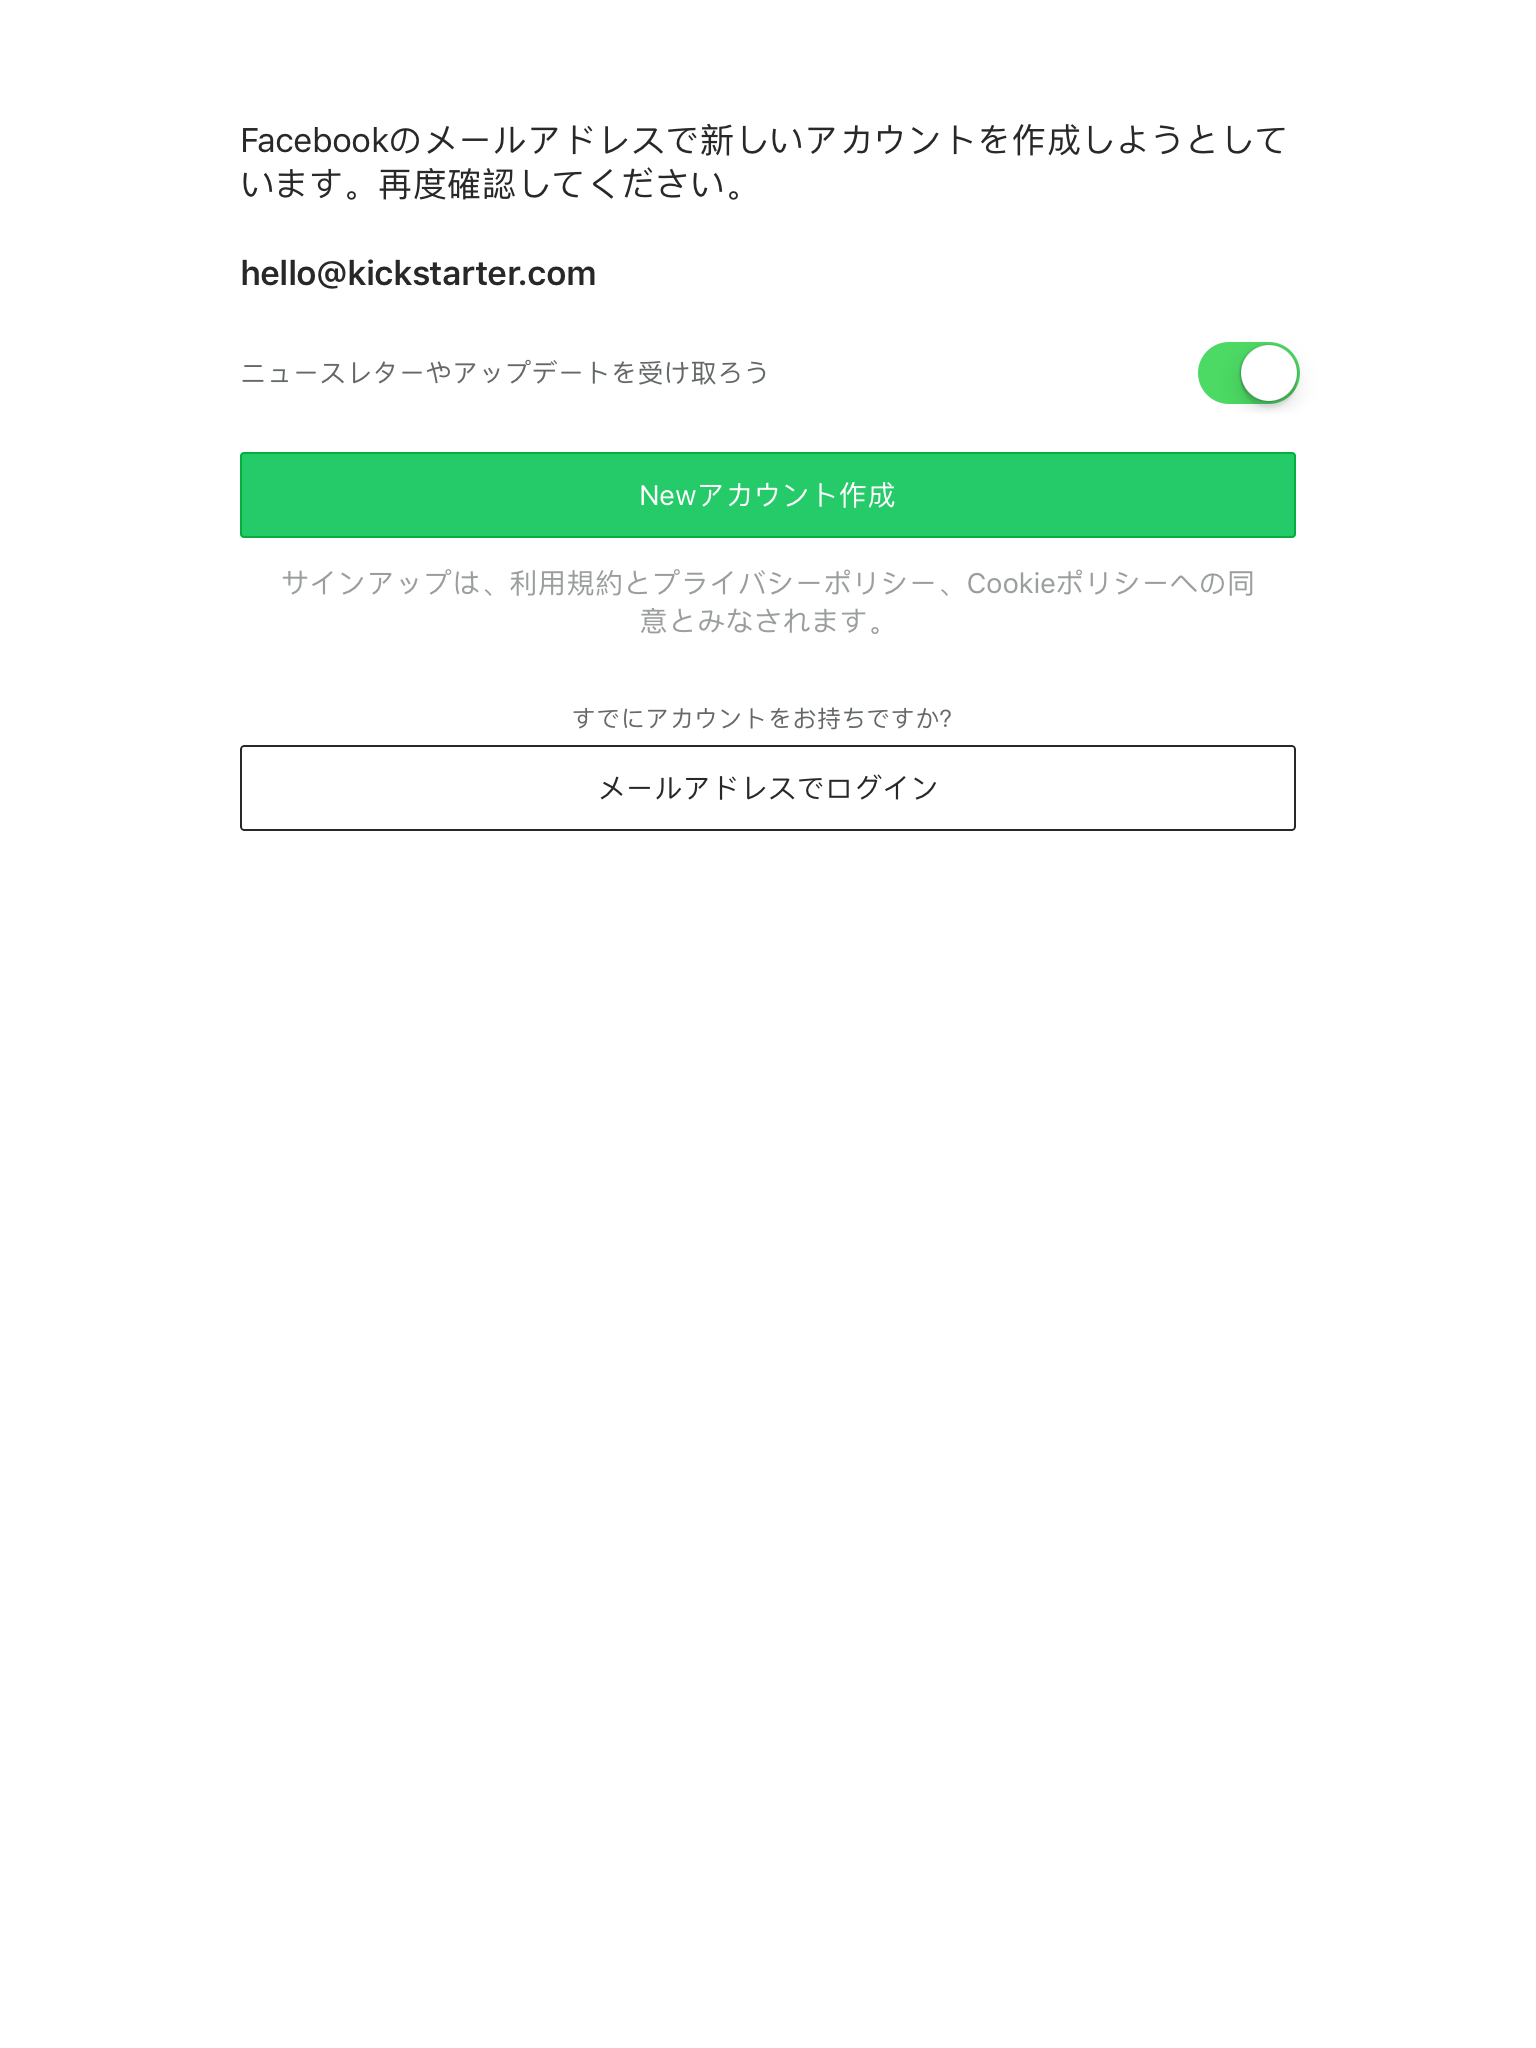 Facebookのメールアドレスで新しいアカウントを作成しようとして
います。再度確認してください。
hello@kickstarter.com
ニュースレターやアップデートを受け取ろう
Newアカウント作成
サインアップは、利用規約とプライバシーポリシー、Cookieポリシーへの同
意とみなされます。
すでにアカウントをお持ちですか?
メールアドレスでログイン